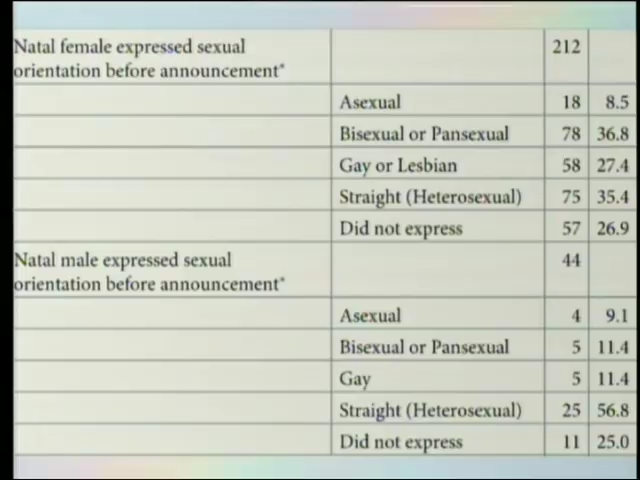 Natal female expressed sexual 212
orientation before announcement*
Asexual 18 8.5
Bisexual or Pansexual 78 36.8
Gay or Lesbian 58 27.4
Straight (Heterosexual) 75 35.4
Did not express 57 26.9
Natal male expressed sexual 44
orientation before announcement*
Asexual 4 9.1
Bisexual or Pansexual 5 11.4
Gay 5 11.4
Straight (Heterosexual) 25 56.8
Did not express 11 25.0